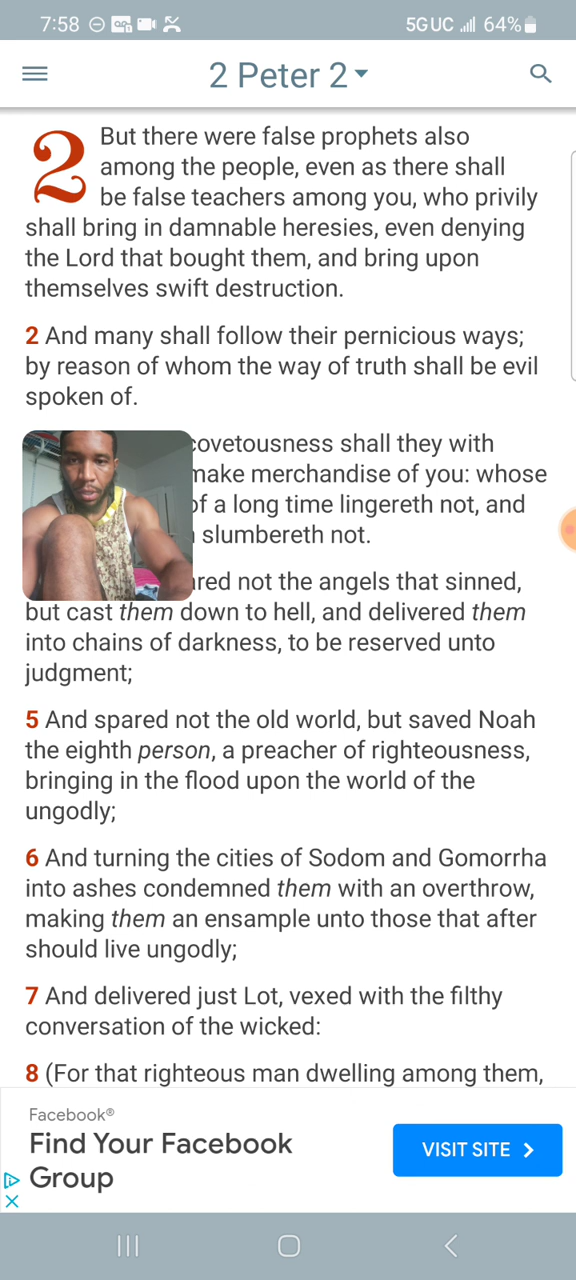 7:58
5G UC 64%
2 Peter 2
2 But there were false prophets also
among the people, even as there shall
be false teachers among you, who privily
shall bring in damnable heresies, even denying
the Lord that bought them, and bring upon
themselves swift destruction.
2 And many shall follow their pernicious ways;
by reason of whom the way of truth shall be evil
spoken of.
covetousness shall they with
make merchandise of you: whose
of a long time lingereth not, and
slumbereth not.
not the angels that sinned,
but cast them down to hell, and delivered them
into chains of darkness, to be reserved unto
judgment;
5 And spared not the old world, but saved Noah
the eighth person, a preacher of righteousness,
bringing in the flood upon the world of the
ungodly;
6 And turning the cities of Sodom and Gomorrha
into ashes condemned them with an overthrow,
making them an ensample unto those that after
should live ungodly;
7 And delivered just Lot, vexed with the filthy
conversation of the wicked:
8 (For that righteous man dwelling among them,
Facebook®
Find Your Facebook
Group
VISIT SITE